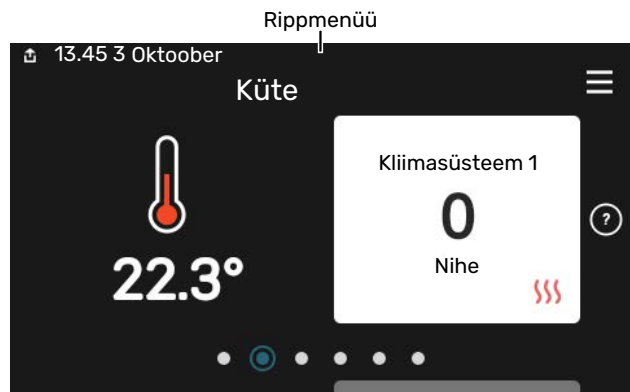 Rippmenüü
13.45 3 Oktoober
Küte
Kliimasüsteem 1
0
Nihe
22.3°
?